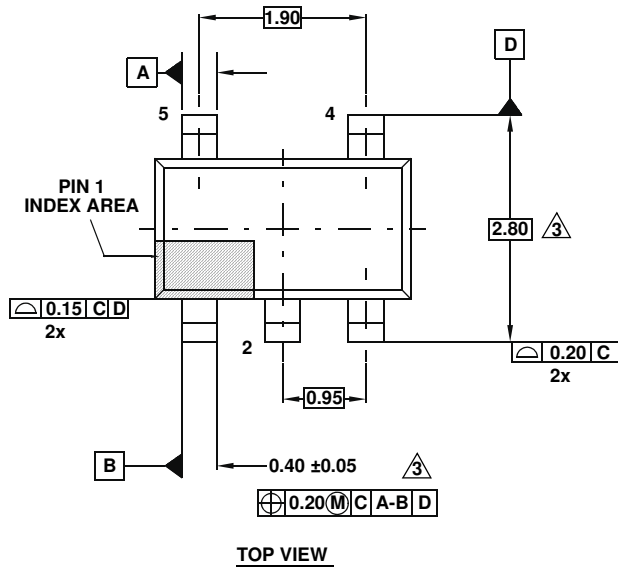 1.90
A
D
5
4
PIN 1
INDEX AREA
2.80
3
0.15 C D
2x
2
0.20 C
2x
0.95
B
0.40 ±0.05
3
0.20 Ⓜ C A-B D
TOP VIEW